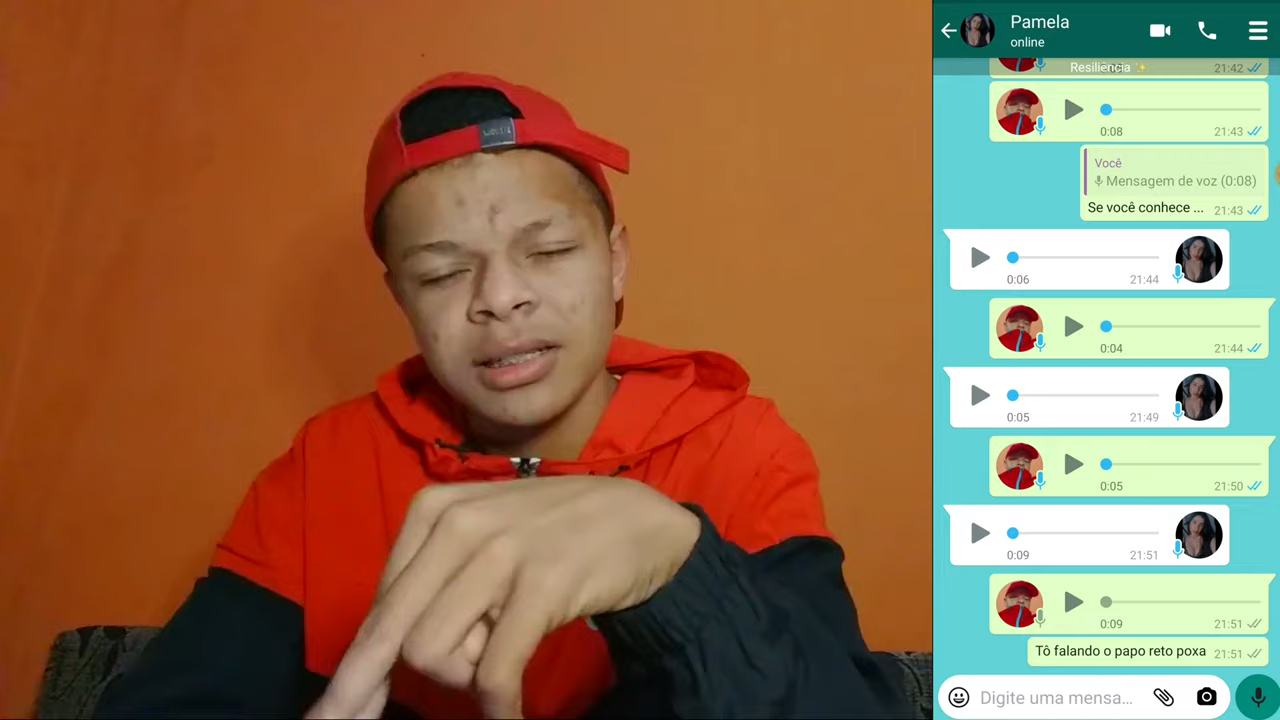 Pamela
online
21:42
Resiliência ✨
0:08 21:43
Você
Mensagem de voz (0:08)
Se você conhece ... 21:43
0:06 21:44
0:04 21:44
0:05 21:49
0:05 21:50
0:09 21:51
0:09 21:51
Tô falando o papo reto poxa 21:51
Digite uma mensa...